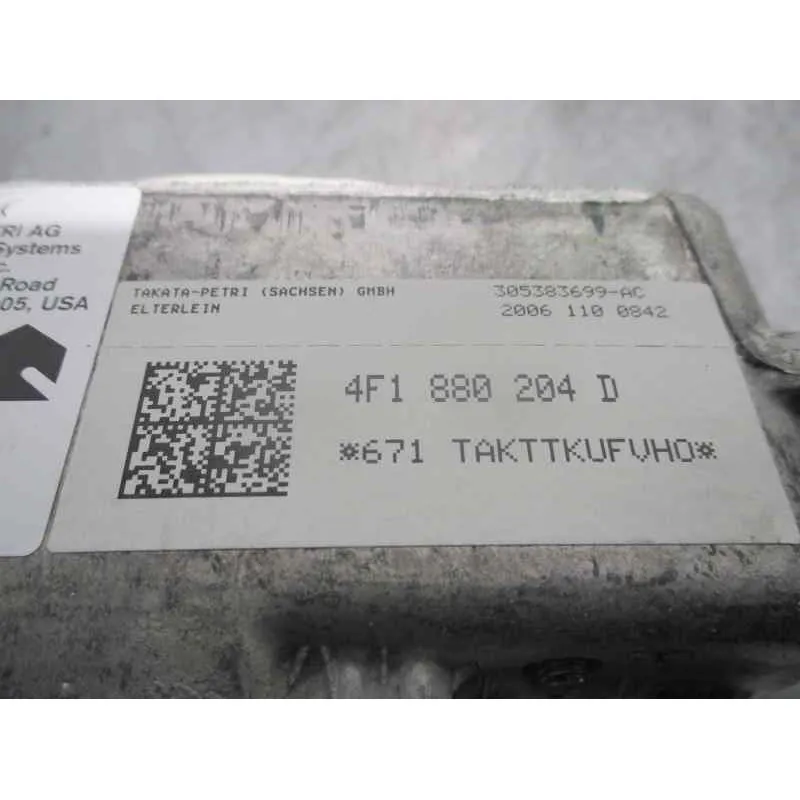 RI AG
Systems
c.
Road
05, USA
TAKATA-PETRI (SACHSEN) GMBH
ELTERLEIN
305383699-AC
2006 110 0842
4F1 880 204 D
*671 TAKTTKUFVHO*